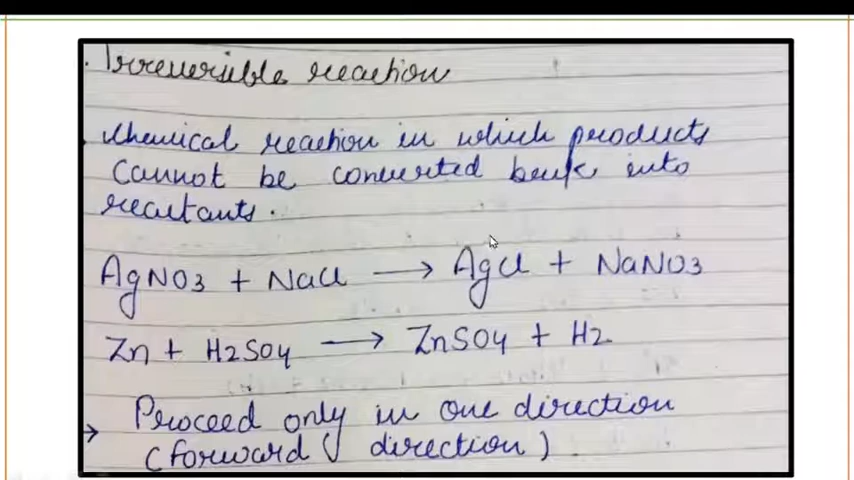 . Irreversible reaction
chemical reaction in which products
cannot be converted back into
reactants.
AgNO3 + NaCl ⟶ AgCl + NaNO3
Zn + H2SO4 ⟶ ZnSO4 + H2
→ Proceed only in one direction
(forward direction)